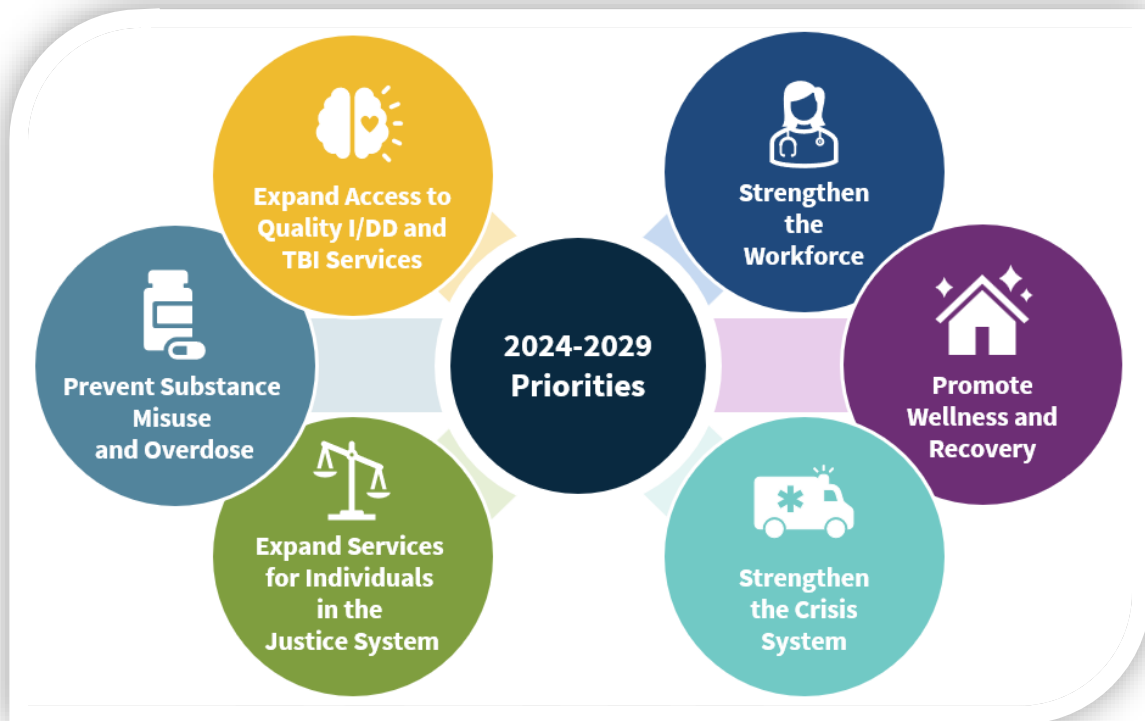 Expand Access to
Quality I/DD and
TBI Services
Strengthen
the
Workforce
Prevent Substance
Misuse
and Overdose
2024-2029
Priorities
Promote
Wellness and
Recovery
Expand Services
for Individuals
in the
Justice System
Strengthen
the Crisis
System